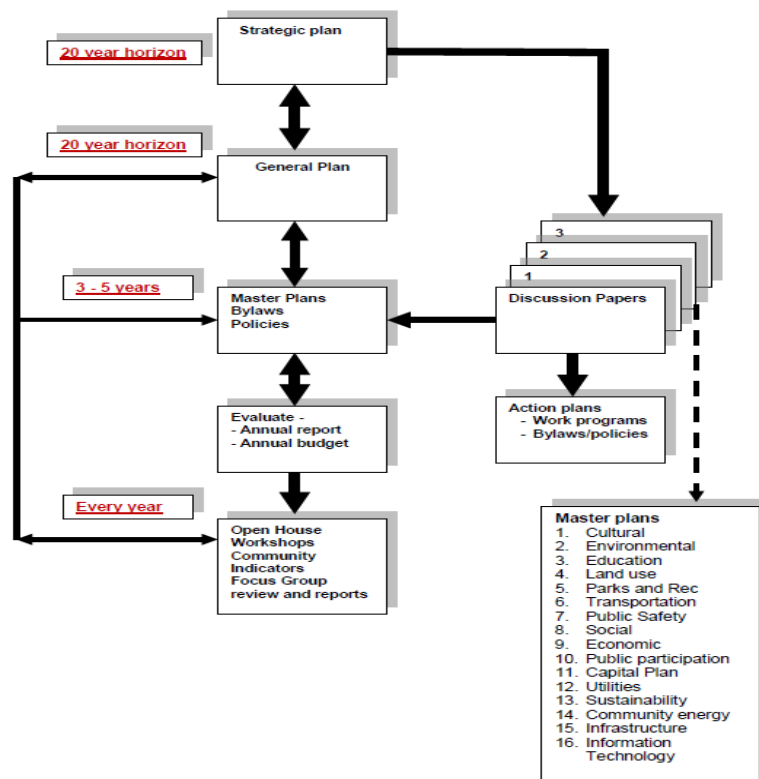 Strategic plan
20 year horizon
20 year horizon
General Plan
3 - 5 years
Master Plans
Bylaws
Policies
3
2
1
Discussion Papers
Evaluate -
- Annual report
- Annual budget
Action plans
- Work programs
- Bylaws/policies
Every year
Open House
Workshops
Community
Indicators
Focus Group
review and reports
Master plans
1. Cultural
2. Environmental
3. Education
4. Land use
5. Parks and Rec
6. Transportation
7. Public Safety
8. Social
9. Economic
10. Public participation
11. Capital Plan
12. Utilities
13. Sustainability
14. Community energy
15. Infrastructure
16. Information
Technology